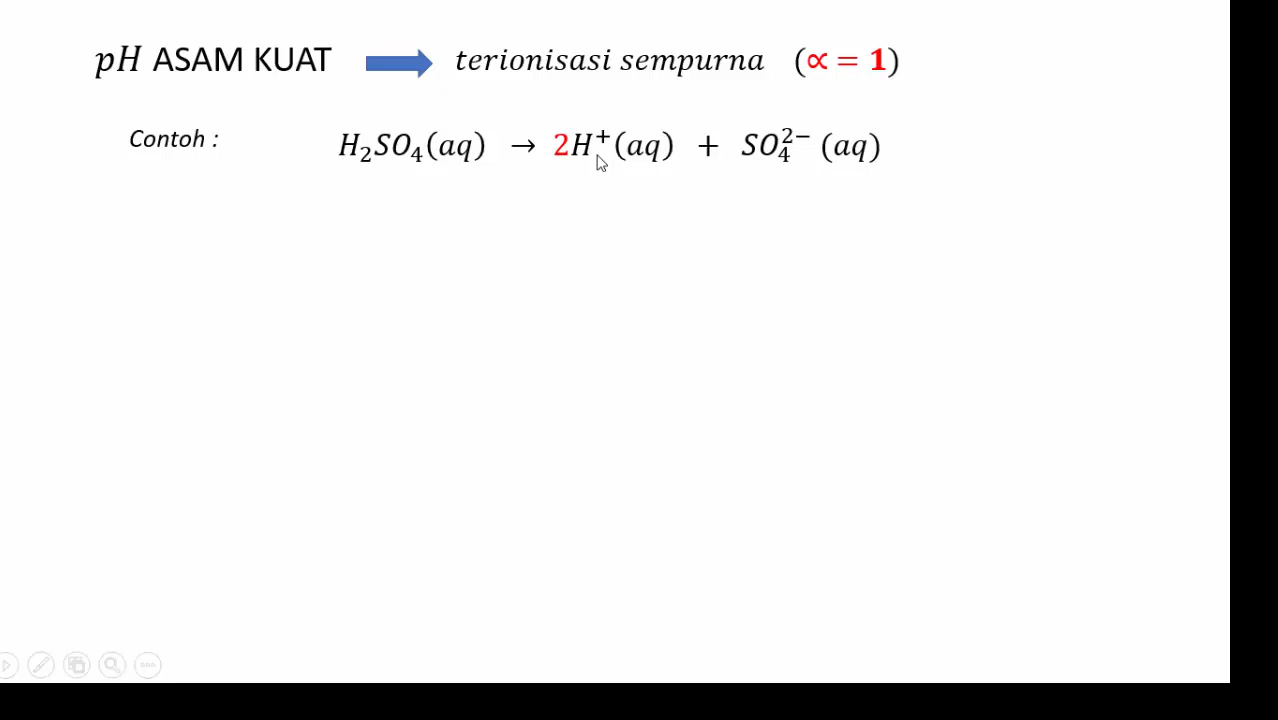 pH ASAM KUAT terionisasi sempurna (∝ = 1)
Contoh : H₂SO₄(aq) → 2H⁺(aq) + SO₄²⁻ (aq)